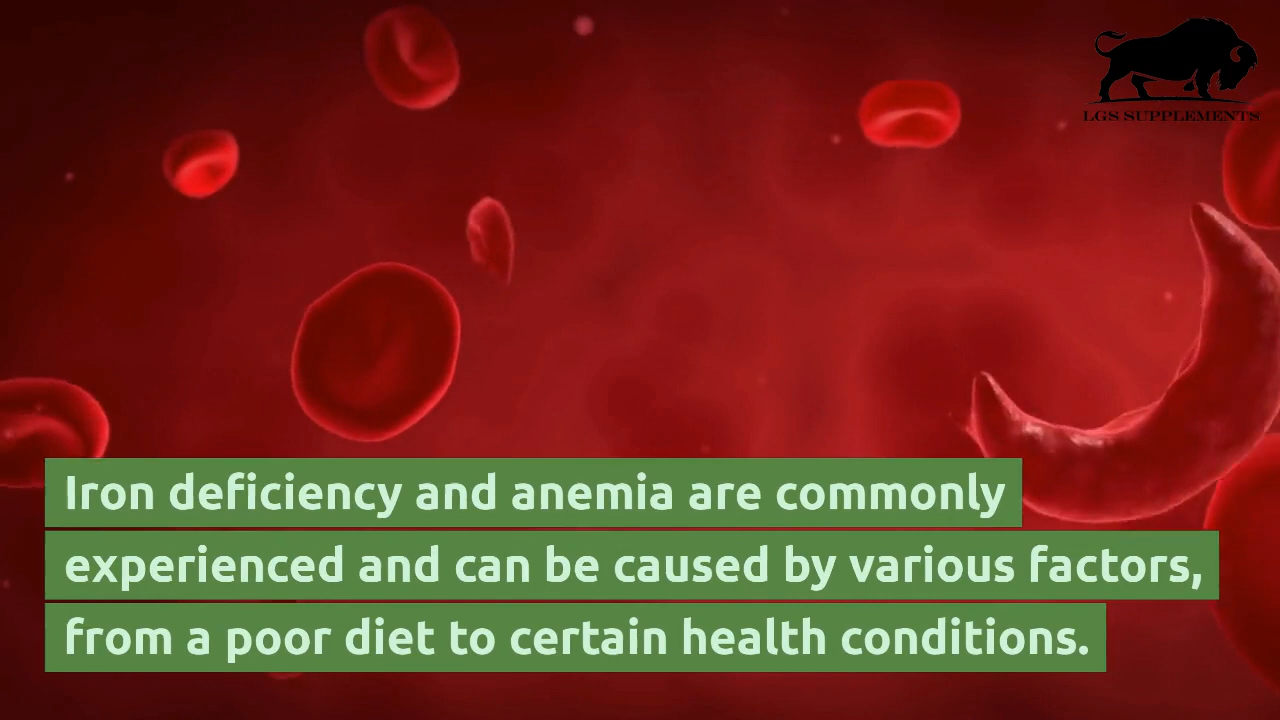 LGS SUPPLEMENTS
Iron deficiency and anemia are commonly
experienced and can be caused by various factors,
from a poor diet to certain health conditions.